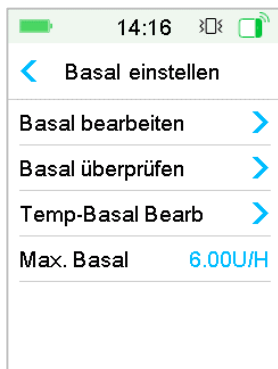 14:16
Basal einstellen
Basal bearbeiten
Basal überprüfen
Temp-Basal Bearb
Max. Basal 6.00U/H